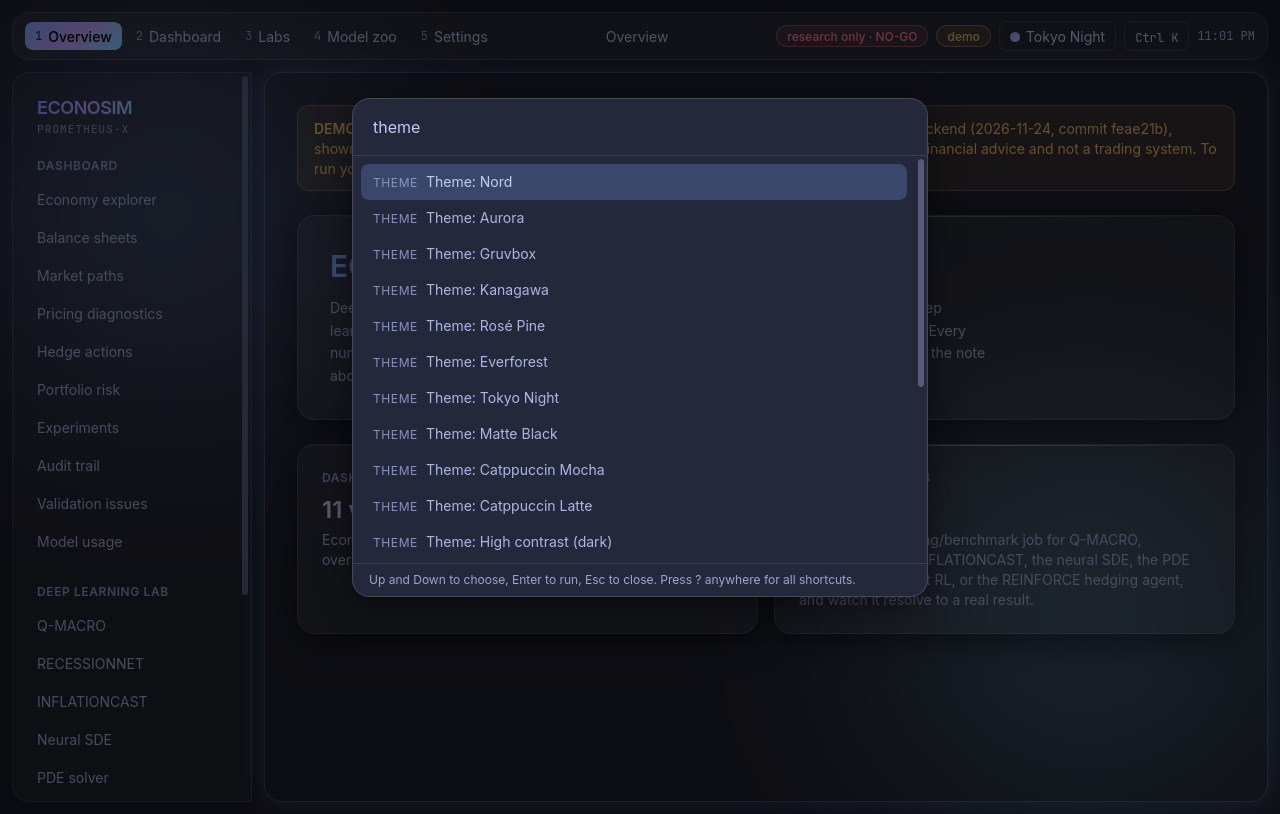 1 Overview 2 Dashboard 3 Labs 4 Model zoo 5 Settings Overview research only · NO-GO demo Tokyo Night Ctrl K 11:01 PM
ECONOSIM
PROMETHEUS-X
DASHBOARD
Economy explorer
Balance sheets
Market paths
Pricing diagnostics
Hedge actions
Portfolio risk
Experiments
Audit trail
Validation issues
Model usage
DEEP LEARNING LAB
Q-MACRO
RECESSIONNET
INFLATIONCAST
Neural SDE
PDE solver
theme
THEME Theme: Nord
THEME Theme: Aurora
THEME Theme: Gruvbox
THEME Theme: Kanagawa
THEME Theme: Rosé Pine
THEME Theme: Everforest
THEME Theme: Tokyo Night
THEME Theme: Matte Black
THEME Theme: Catppuccin Mocha
THEME Theme: Catppuccin Latte
THEME Theme: High contrast (dark)
Up and Down to choose, Enter to run, Esc to close. Press ? anywhere for all shortcuts.
(2026-11-24, commit feae21b),
financial advice and not a trading system. To
run
Every
the note
11
over
job for Q-MACRO,
the neural SDE, the PDE
RL, or the REINFORCE hedging agent,
and watch it resolve to a real result.